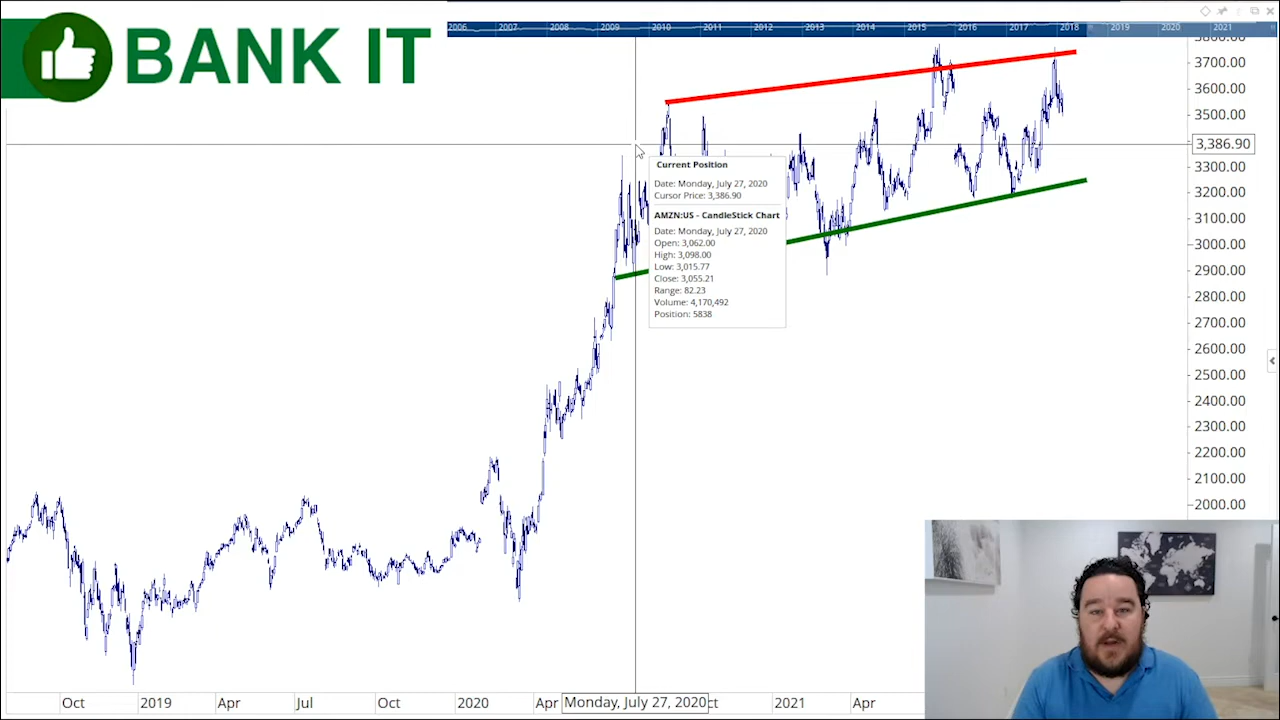 BANK IT
2006 2007 2008 2009 2010 2011 2012 2013 2014 2015 2016 2017 2018 2019 2020 2021
3800.00
3700.00
3600.00
3500.00
3,386.90
3300.00
3200.00
3100.00
3000.00
2900.00
2800.00
2700.00
2600.00
2500.00
2400.00
2300.00
2200.00
2100.00
2000.00
Current Position
Date: Monday, July 27, 2020
Cursor Price: 3,386.90
AMZN:US - CandleStick Chart
Date: Monday, July 27, 2020
Open: 3,062.00
High: 3,098.00
Low: 3,015.77
Close: 3,055.21
Range: 82.23
Volume: 4,170,492
Position: 5838
Oct 2019 Apr Jul Oct 2020 Apr Monday, July 27, 2020 ct 2021 Apr